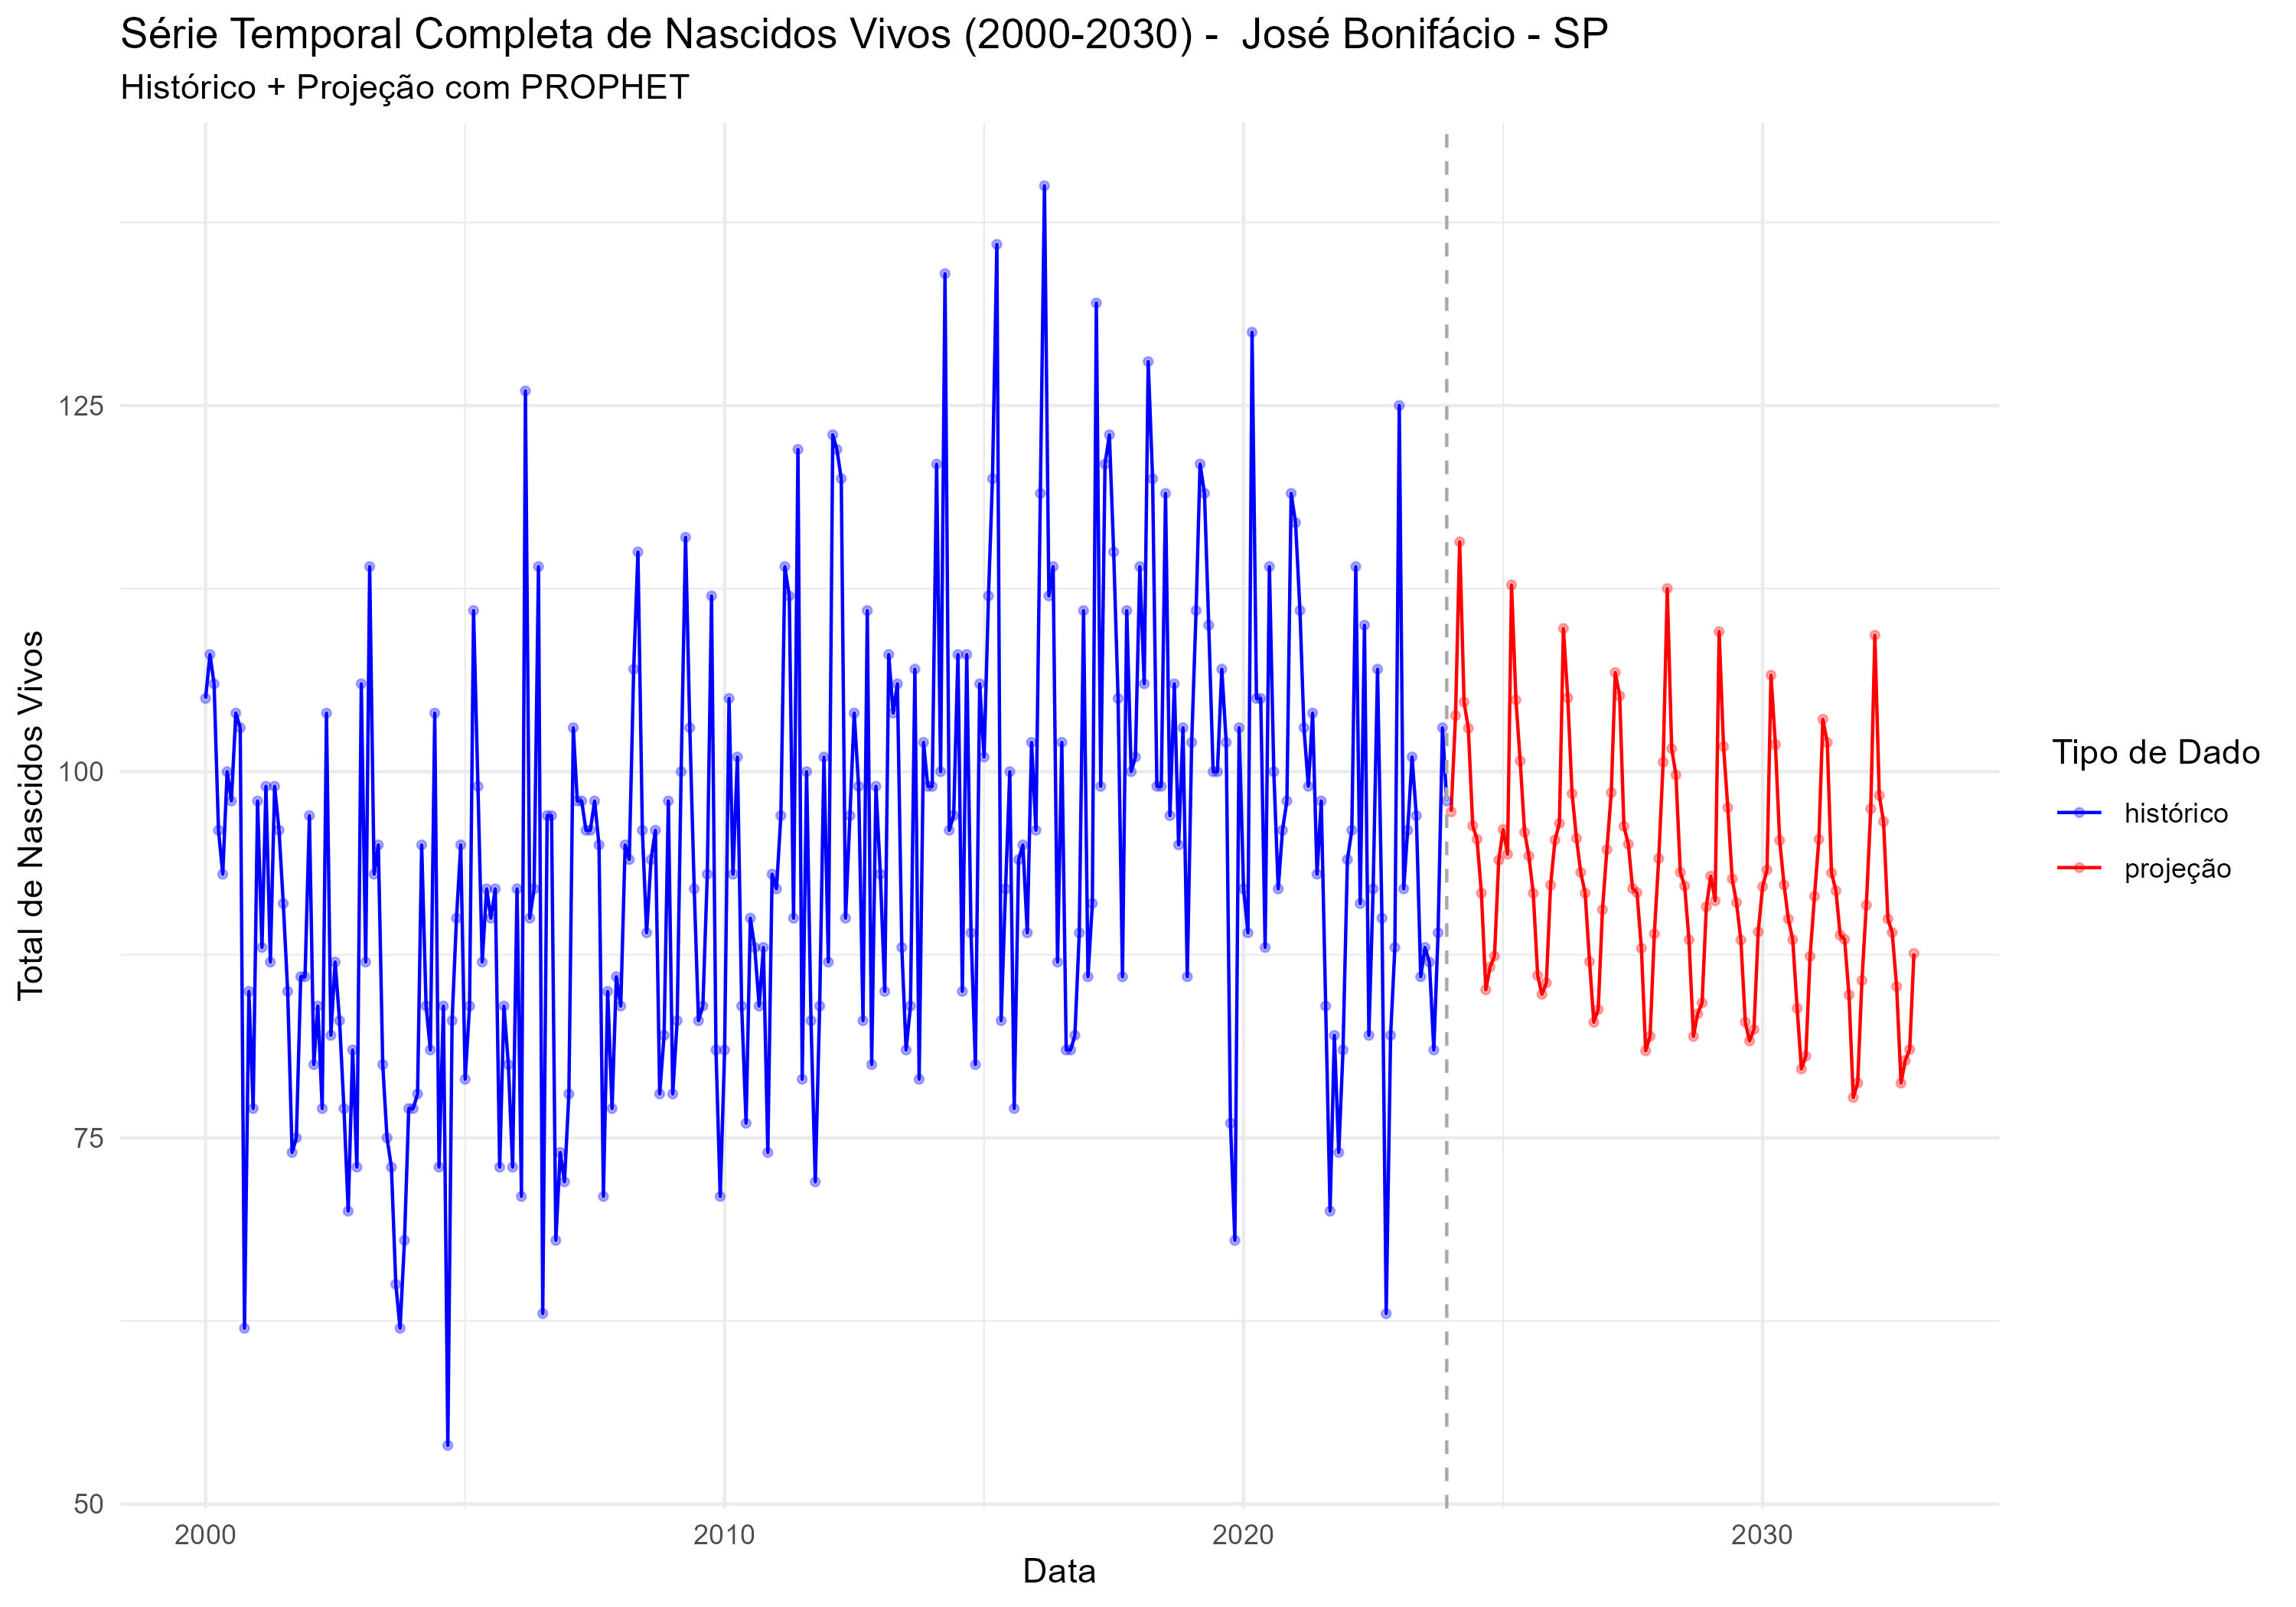 Série Temporal Completa de Nascidos Vivos (2000-2030) -  José Bonifácio - SP
Histórico + Projeção com PROPHET
Total de Nascidos Vivos
125
100
75
50
2000
2010
2020
2030
Data
Tipo de Dado
histórico
projeção